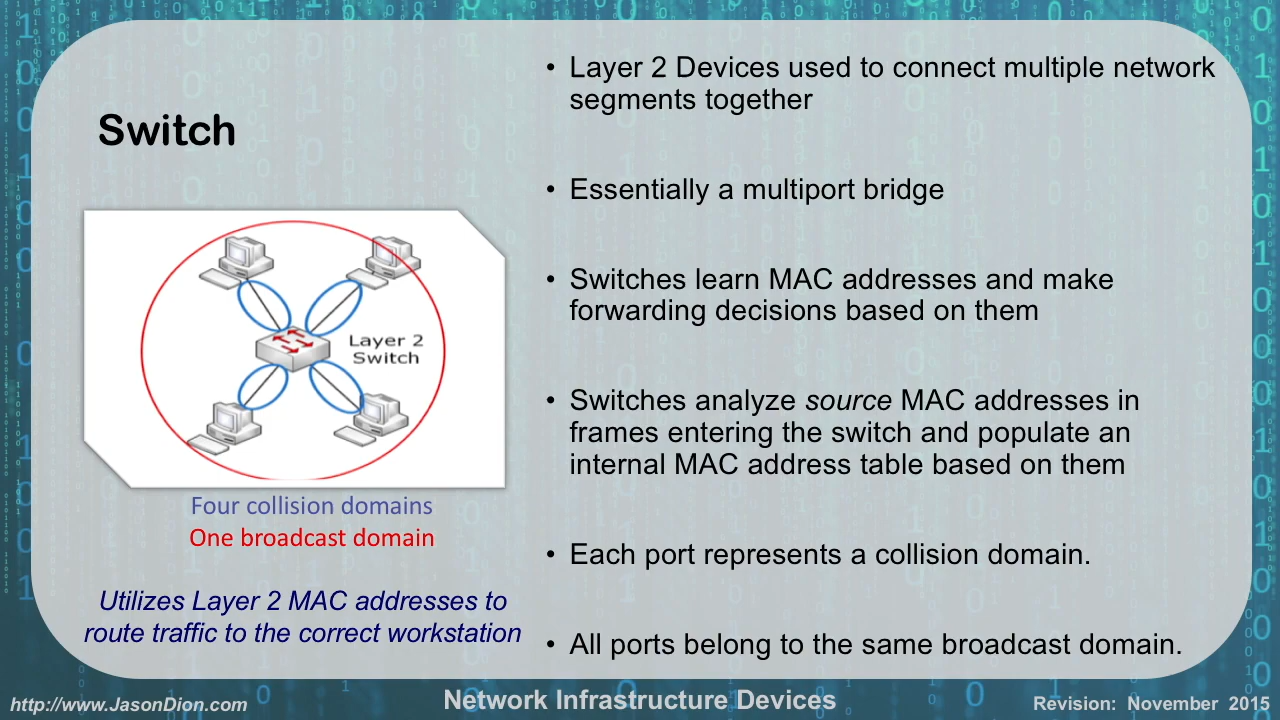 Switch
Layer 2
Switch
Four collision domains
One broadcast domain
Utilizes Layer 2 MAC addresses to
route traffic to the correct workstation
• Layer 2 Devices used to connect multiple network
segments together
• Essentially a multiport bridge
• Switches learn MAC addresses and make
forwarding decisions based on them
• Switches analyze source MAC addresses in
frames entering the switch and populate an
internal MAC address table based on them
• Each port represents a collision domain.
• All ports belong to the same broadcast domain.
http://www.JasonDion.com
Network Infrastructure Devices
Revision: November 2015